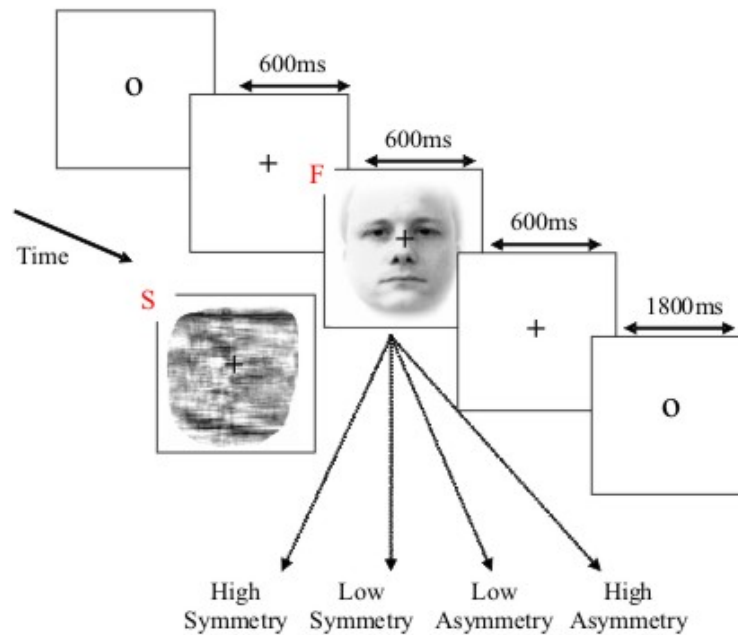 o
600ms
+
600ms
F
+
600ms
Time
S
+
+
1800ms
o
High
Symmetry
Low
Symmetry
Low
Asymmetry
High
Asymmetry